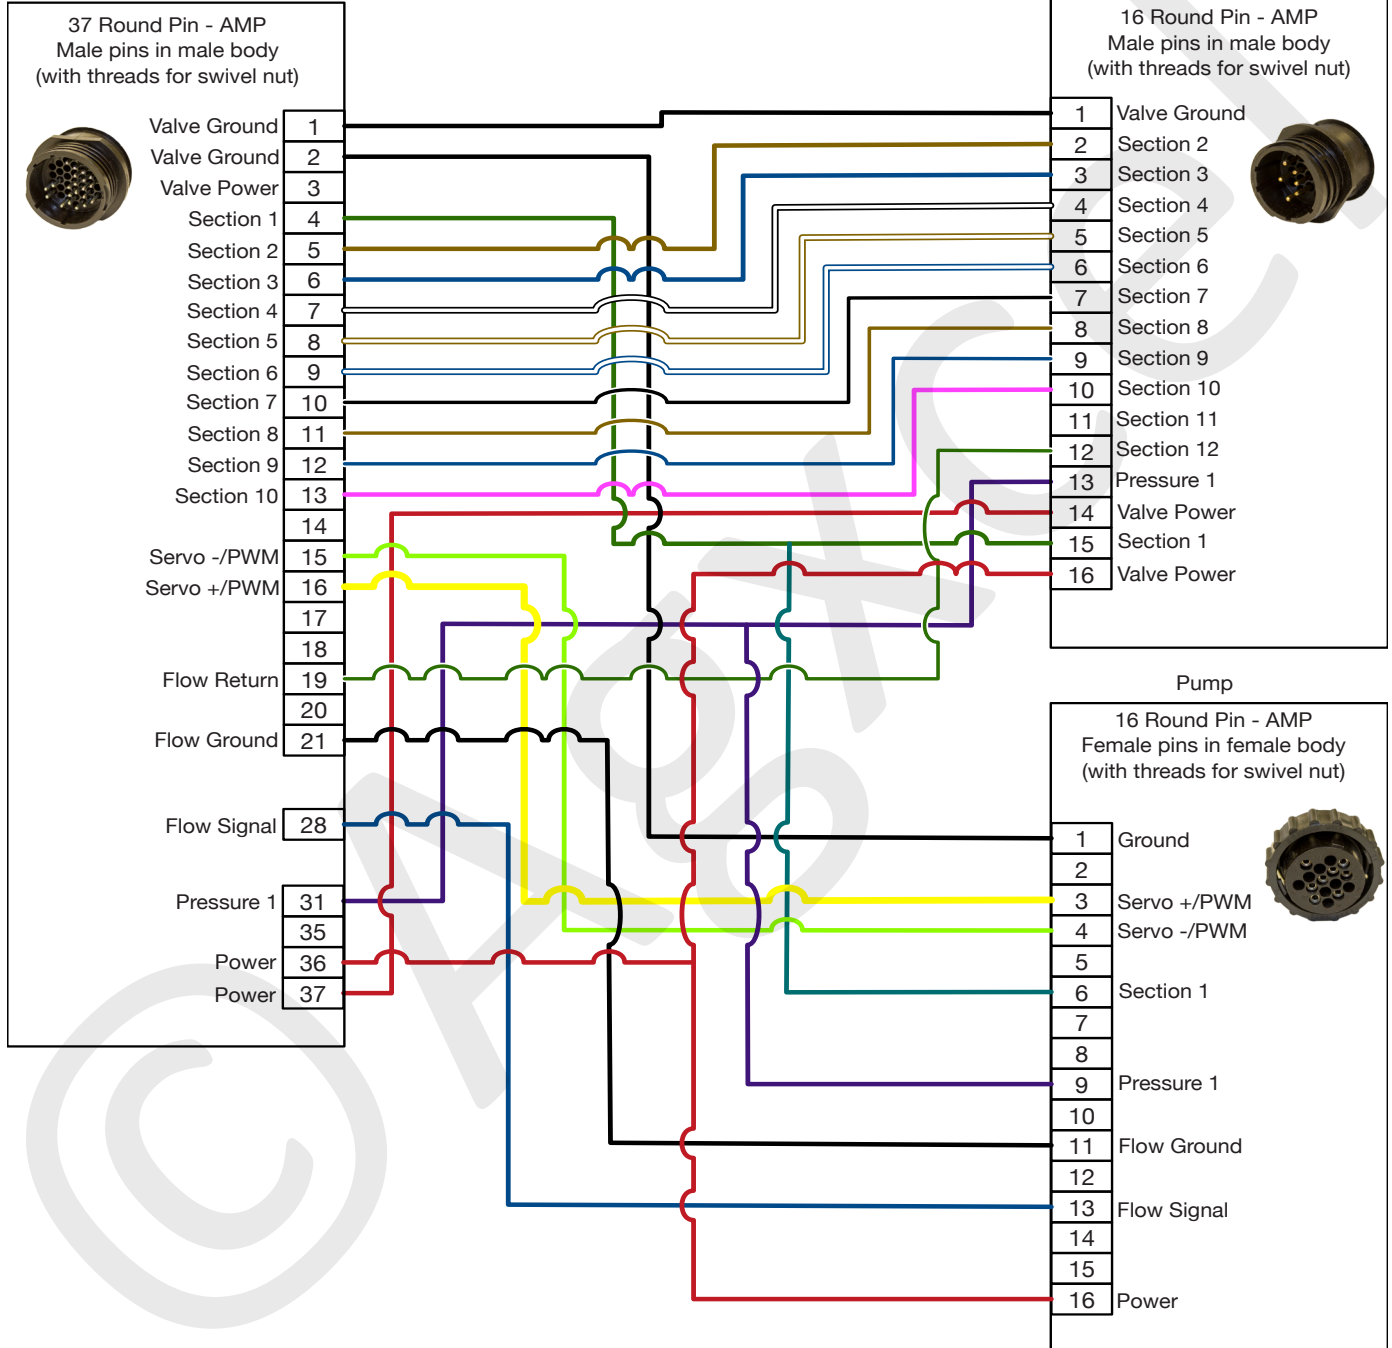 37 Round Pin - AMP
Male pins in male body
(with threads for swivel nut)
Valve Ground 1
Valve Ground 2
Valve Power 3
Section 1 4
Section 2 5
Section 3 6
Section 4 7
Section 5 8
Section 6 9
Section 7 10
Section 8 11
Section 9 12
Section 10 13
14
Servo -/PWM 15
Servo +/PWM 16
17
18
Flow Return 19
20
Flow Ground 21
Flow Signal 28
Pressure 1 31
35
Power 36
Power 37
16 Round Pin - AMP
Male pins in male body
(with threads for swivel nut)
1 Valve Ground
2 Section 2
3 Section 3
4 Section 4
5 Section 5
6 Section 6
7 Section 7
8 Section 8
9 Section 9
10 Section 10
11 Section 11
12 Section 12
13 Pressure 1
14 Valve Power
15 Section 1
16 Valve Power
Pump
16 Round Pin - AMP
Female pins in female body
(with threads for swivel nut)
1 Ground
2
3 Servo +/PWM
4 Servo -/PWM
5
6 Section 1
7
8
9 Pressure 1
10
11 Flow Ground
12
13 Flow Signal
14
15
16 Power
©Agxcel